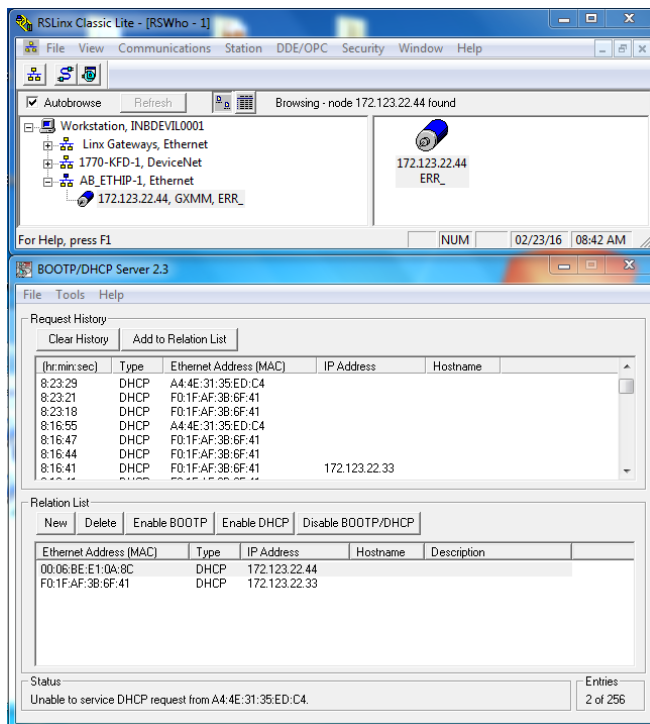 RSLinx Classic Lite - [RSWho - 1]
File View Communications Station DDE/OPC Security Window Help
Autobrowse Refresh Browsing - node 172.123.22.44 found
Workstation, INBDEVIL0001
Linx Gateways, Ethernet
1770-KFD-1, DeviceNet
AB_ETHIP-1, Ethernet
172.123.22.44, GXMM, ERR_
172.123.22.44
ERR_
For Help, press F1 NUM 02/23/16 08:42 AM
BOOTP/DHCP Server 2.3
File Tools Help
Request History
Clear History Add to Relation List
(hr:min:sec) Type Ethernet Address (MAC) IP Address Hostname
8:23:29 DHCP A4:4E:31:35:ED:C4
8:23:21 DHCP F0:1F:AF:3B:6F:41
8:23:18 DHCP F0:1F:AF:3B:6F:41
8:16:55 DHCP A4:4E:31:35:ED:C4
8:16:47 DHCP F0:1F:AF:3B:6F:41
8:16:44 DHCP F0:1F:AF:3B:6F:41
8:16:41 DHCP F0:1F:AF:3B:6F:41 172.123.22.33
Relation List
New Delete Enable BOOTP Enable DHCP Disable BOOTP/DHCP
Ethernet Address (MAC) Type IP Address Hostname Description
00:06:BE:E1:0A:8C DHCP 172.123.22.44
F0:1F:AF:3B:6F:41 DHCP 172.123.22.33
Status
Unable to service DHCP request from A4:4E:31:35:ED:C4.
Entries
2 of 256